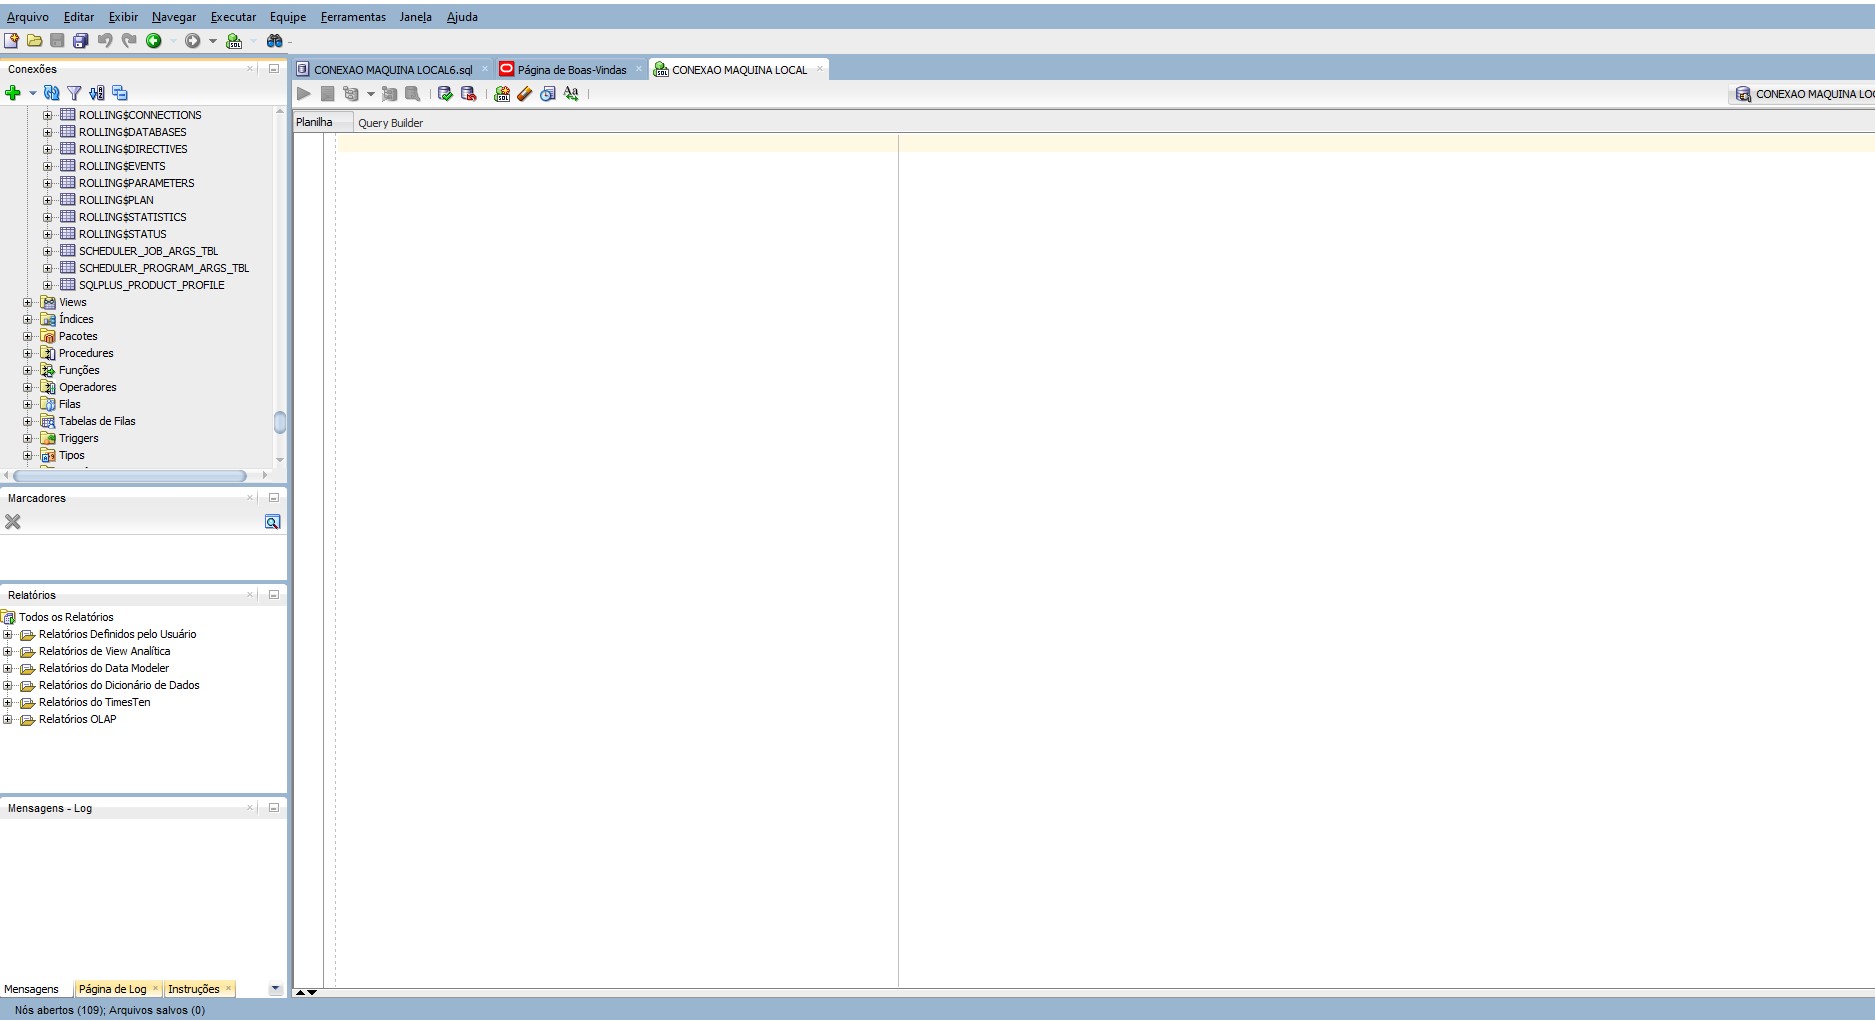 Arquivo Editar Exibir Navegar Executar Equipe Ferramentas Janela Ajuda
Conexões
ROLLING$CONNECTIONS
ROLLING$DATABASES
ROLLING$DIRECTIVES
ROLLING$EVENTS
ROLLING$PARAMETERS
ROLLING$PLAN
ROLLING$STATISTICS
ROLLING$STATUS
SCHEDULER_JOB_ARGS_TBL
SCHEDULER_PROGRAM_ARGS_TBL
SQLPLUS_PRODUCT_PROFILE
Views
Índices
Pacotes
Procedures
Funções
Operadores
Filas
Tabelas de Filas
Triggers
Tipos
Marcadores
Relatórios
Todos os Relatórios
Relatórios Definidos pelo Usuário
Relatórios de View Analítica
Relatórios do Data Modeler
Relatórios do Dicionário de Dados
Relatórios do TimesTen
Relatórios OLAP
Mensagens - Log
Mensagens Página de Log Instruções
CONEXAO MAQUINA LOCAL6.sql Página de Boas-Vindas CONEXAO MAQUINA LOCAL
CONEXAO MAQUINA LOC
Planilha Query Builder
Nós abertos (109); Arquivos salvos (0)